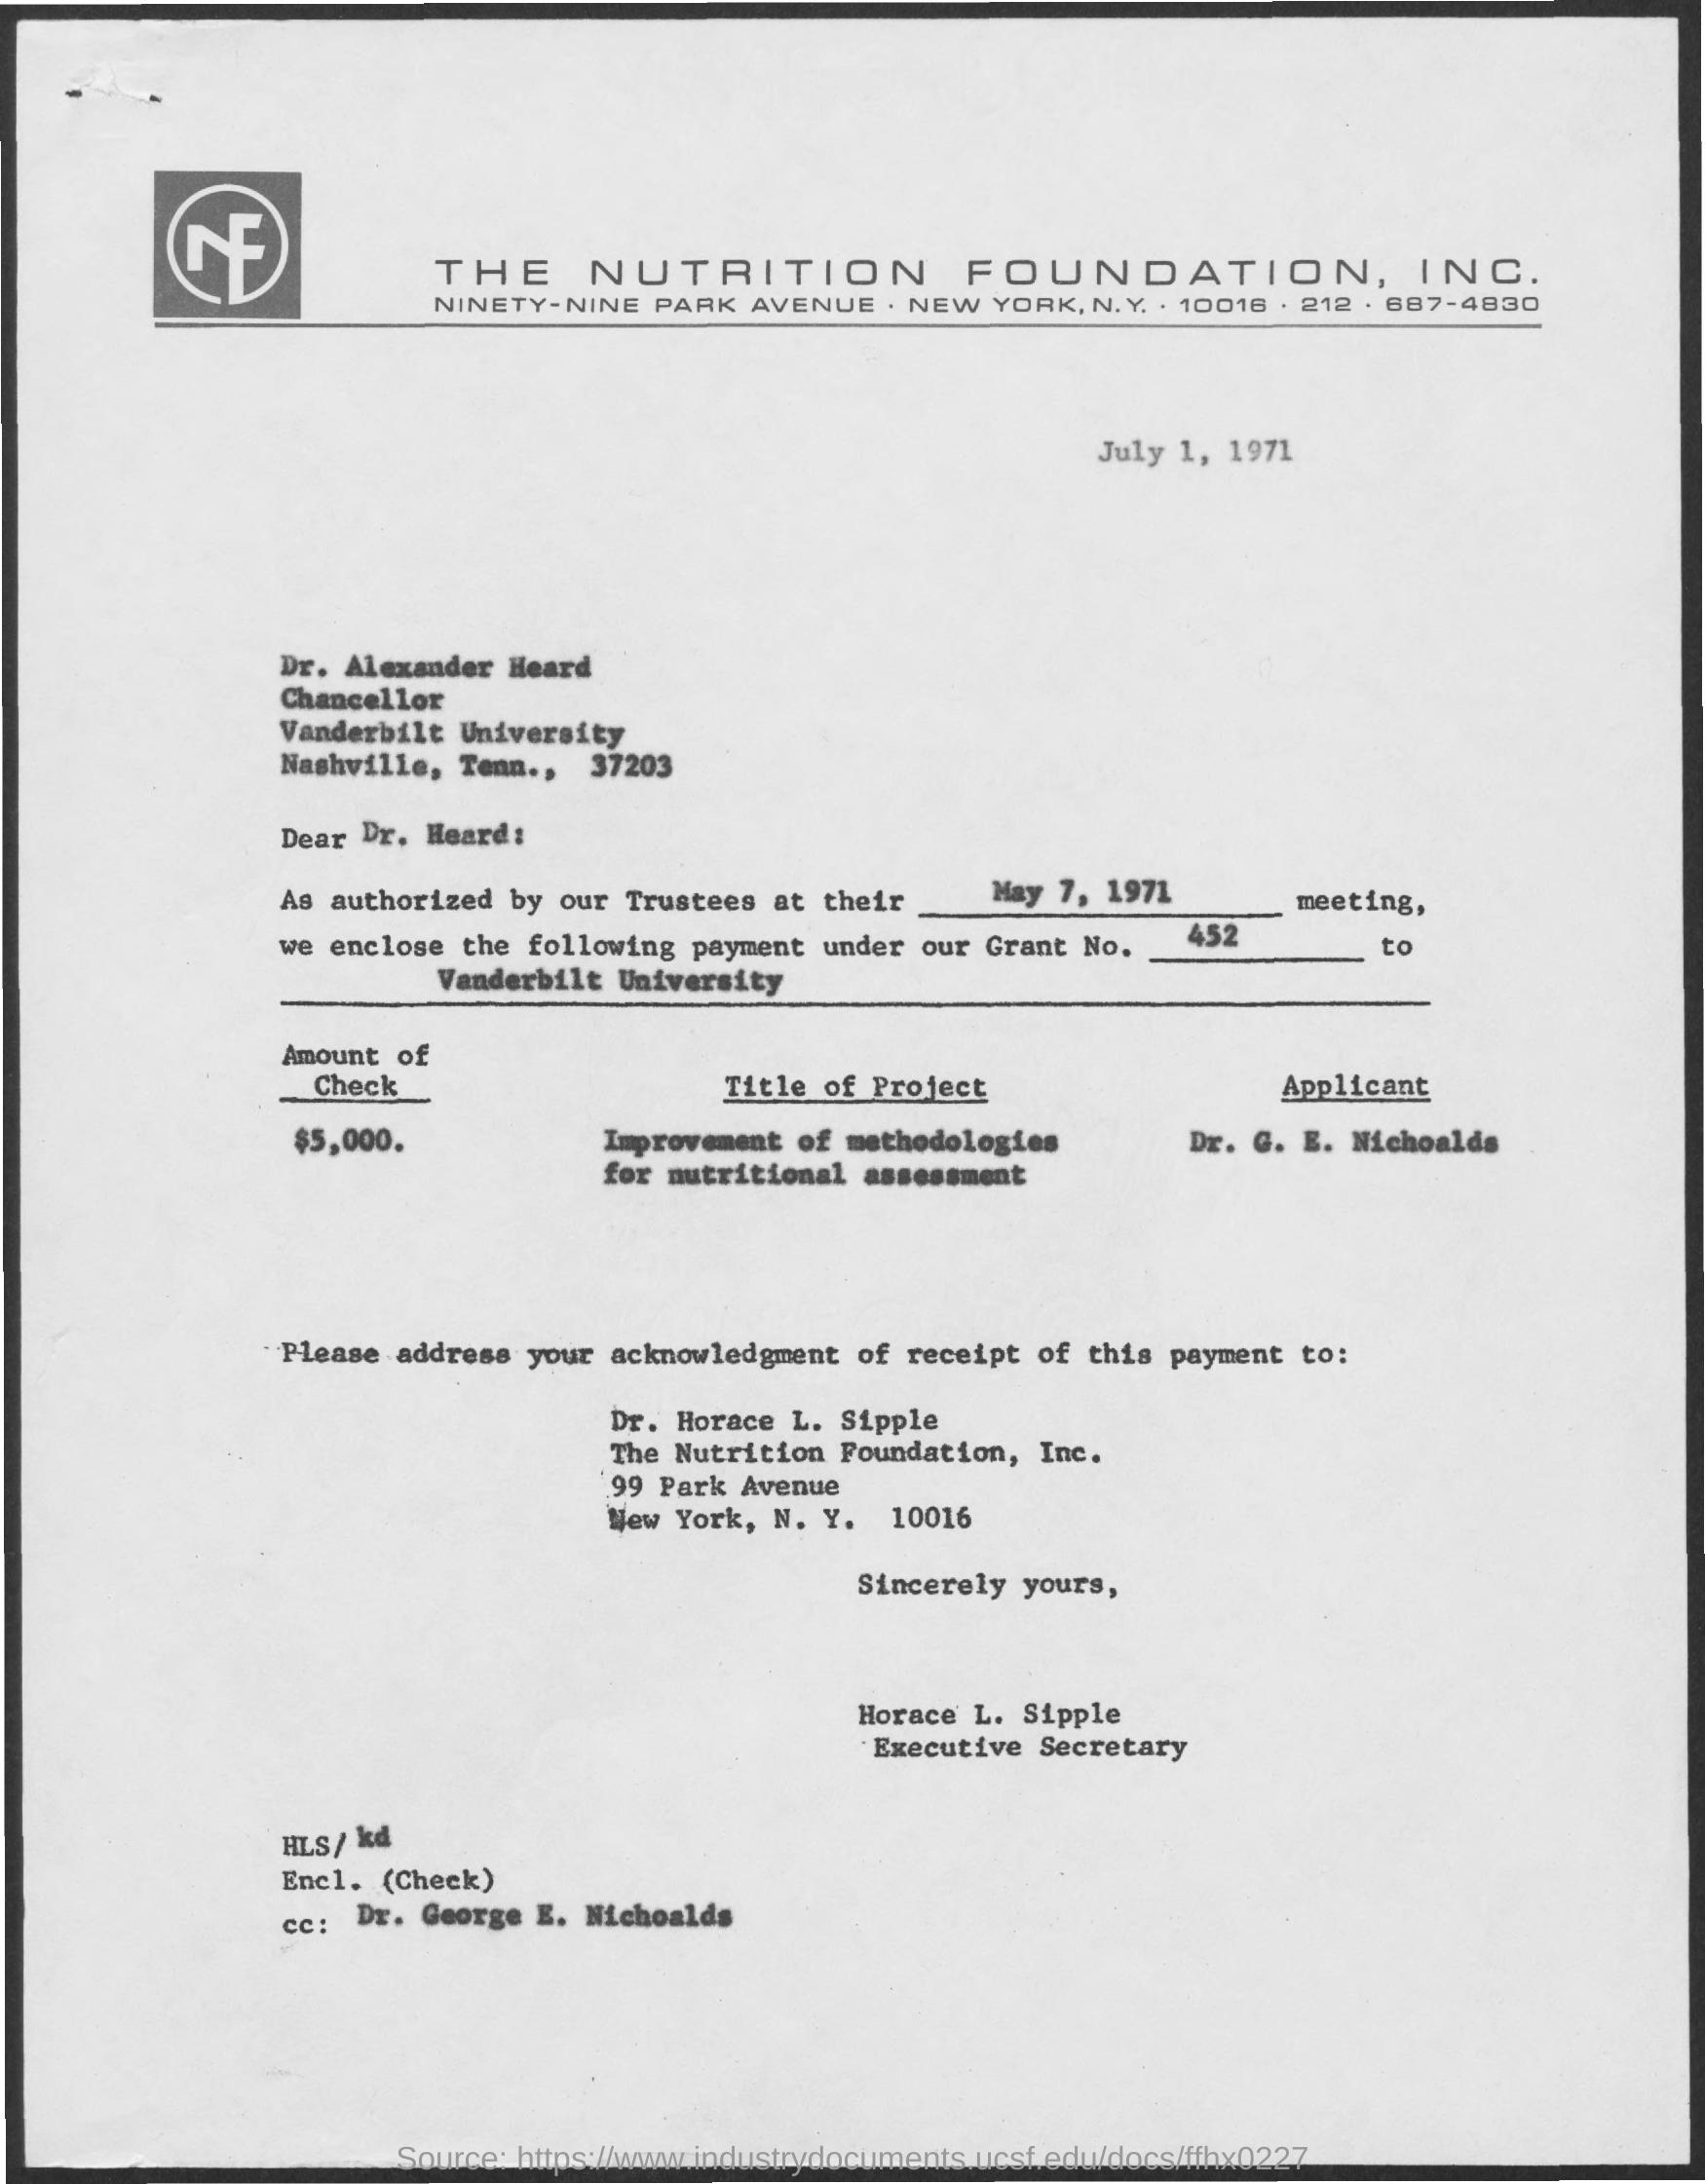 NF
THE NUTRITION FOUNDATION, INC.
NINETY-NINE PARK AVENUE · NEW YORK, N.Y. · 10016 · 212 · 687-4830
July 1, 1971
Dr. Alexander Heard
Chancellor
Vanderbilt University
Nashville, Tenn., 37203
Dear Dr. Heard:
As authorized by our Trustees at their May 7, 1971 meeting,
we enclose the following payment under our Grant No. 452 to
Vanderbilt University
Amount of
Check Title of Project Applicant
$5,000. Improvement of methodologies Dr. G. E. Nichoalds
for nutritional assessment
Please address your acknowledgment of receipt of this payment to:
Dr. Horace L. Sipple
The Nutrition Foundation, Inc.
99 Park Avenue
New York, N. Y. 10016
Sincerely yours,
Horace L. Sipple
Executive Secretary
HLS/ kd
Encl. (Check)
cc: Dr. George E. Nichoalds
Source: https://www.industrydocuments.ucsf.edu/docs/ffhx0227